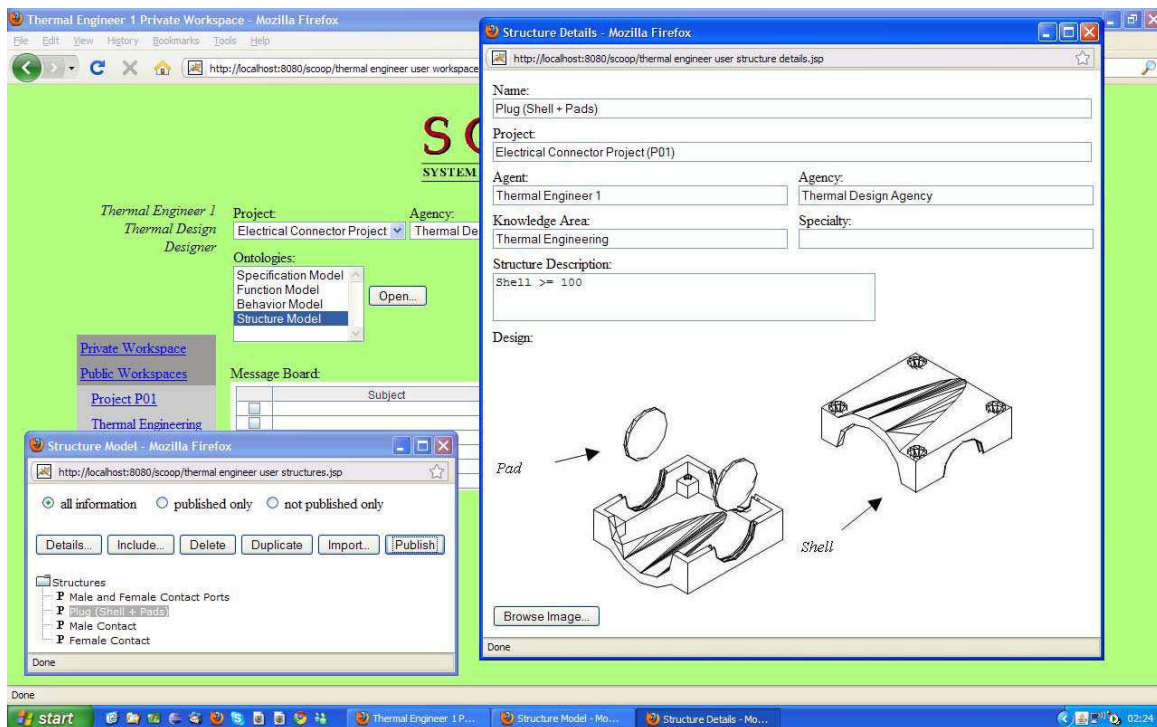 Thermal Engineer 1 Private Workspace - Mozilla Firefox
File Edit View History Bookmarks Tools Help
http://localhost:8080/scoop/thermal engineer user workspace
S
SYSTEM
Thermal Engineer 1
Thermal Design
Designer
Project:
Agency:
Electrical Connector Project
Thermal De
Ontologies:
Specification Model
Function Model
Behavior Model
Structure Model
Open...
Private Workspace
Public Workspaces
Project P01
Thermal Engineering
Message Board:
Subject
Structure Model - Mozilla Firefox
http://localhost:8080/scoop/thermal engineer user structures.jsp
all information published only not published only
Details... Include... Delete Duplicate Import... Publish
Structures
P Male and Female Contact Ports
P Plug (Shell + Pads)
P Male Contact
P Female Contact
Done
Structure Details - Mozilla Firefox
http://localhost:8080/scoop/thermal engineer user structure details.jsp
Name:
Plug (Shell + Pads)
Project:
Electrical Connector Project (P01)
Agent:
Agency:
Thermal Engineer 1
Thermal Design Agency
Knowledge Area:
Specialty:
Thermal Engineering
Structure Description:
Shell >= 100
Design:
Pad
Shell
Browse Image...
Done
Done
start
Thermal Engineer 1 P...
Structure Model - Mo...
Structure Details - Mo...
02:24